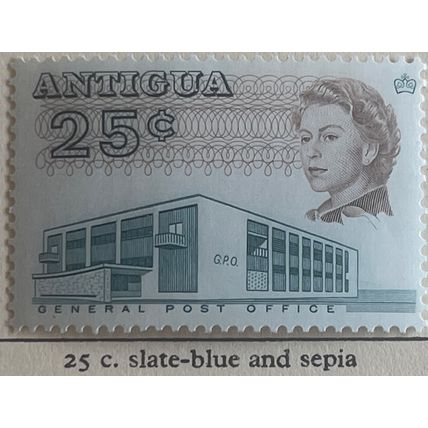 ANTIGUA
25¢
G.P.O.
GENERAL POST OFFICE
25 c. slate-blue and sepia